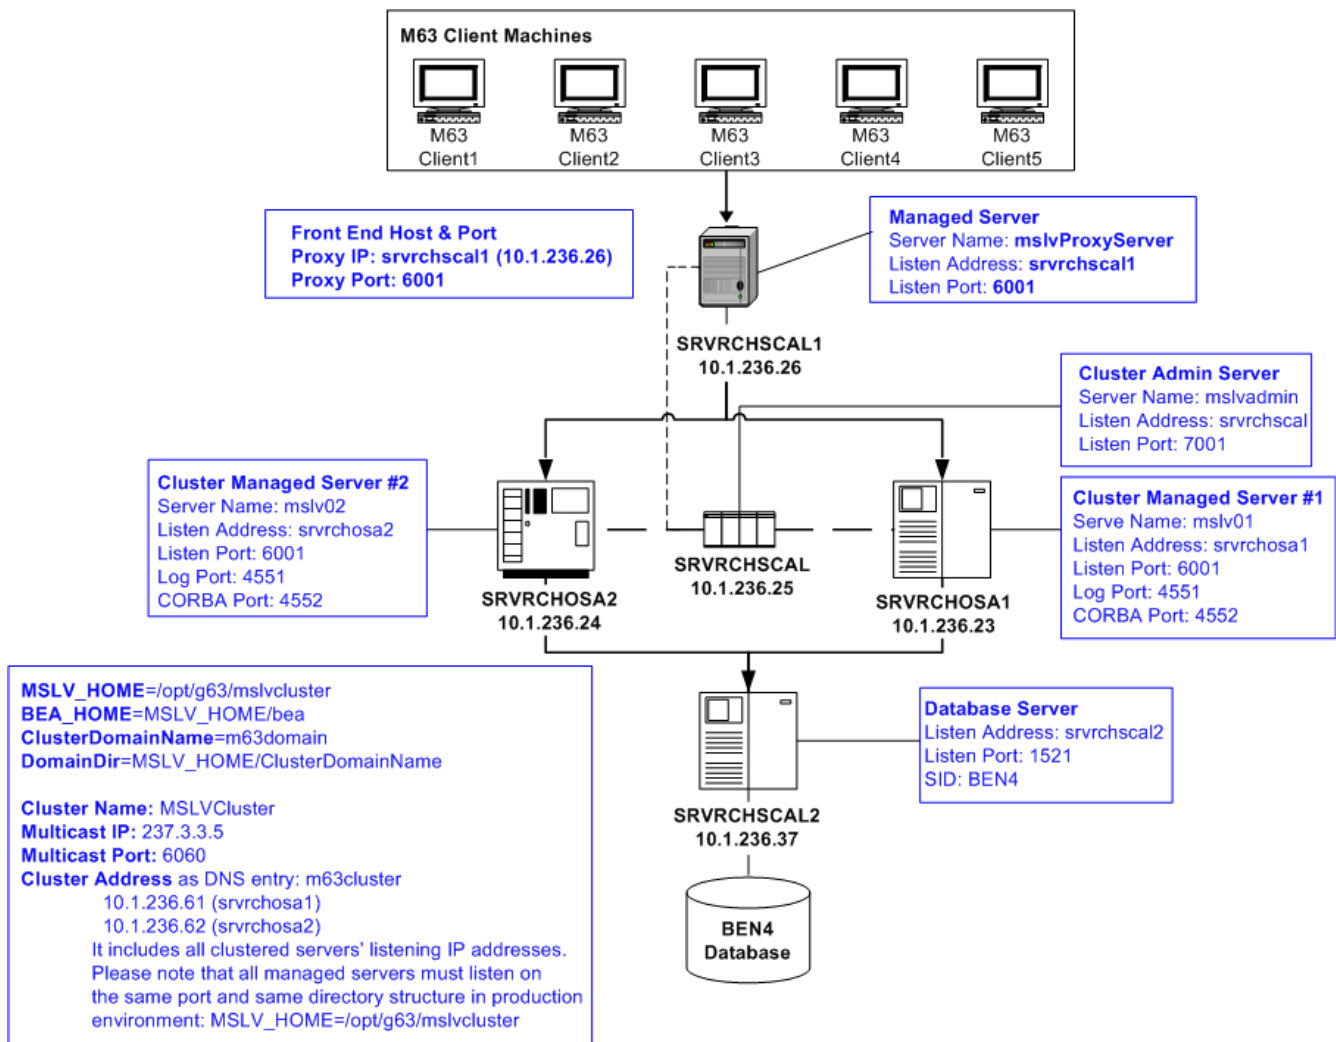 M63 Client Machines
M63
Client1
M63
Client2
M63
Client3
M63
Client4
M63
Client5
Front End Host & Port
Proxy IP: srvrchscal1 (10.1.236.26)
Proxy Port: 6001
Managed Server
Server Name: mslvProxyServer
Listen Address: srvrchscal1
Listen Port: 6001
SRVRCHSCAL1
10.1.236.26
Cluster Admin Server
Server Name: mslvadmin
Listen Address: srvrchscal
Listen Port: 7001
Cluster Managed Server #2
Server Name: mslv02
Listen Address: srvrchosa2
Listen Port: 6001
Log Port: 4551
CORBA Port: 4552
Cluster Managed Server #1
Serve Name: mslv01
Listen Address: srvrchosa1
Listen Port: 6001
Log Port: 4551
CORBA Port: 4552
SRVRCHOSA2
10.1.236.24
SRVRCHSCAL
10.1.236.25
SRVRCHOSA1
10.1.236.23
MSLV_HOME=/opt/g63/mslvcluster
BEA_HOME=MSLV_HOME/bea
ClusterDomainName=m63domain
DomainDir=MSLV_HOME/ClusterDomainName
Cluster Name: MSLVCluster
Multicast IP: 237.3.3.5
Multicast Port: 6060
Cluster Address as DNS entry: m63cluster
10.1.236.61 (srvrchosa1)
10.1.236.62 (srvrchosa2)
It includes all clustered servers' listening IP addresses.
Please note that all managed servers must listen on
the same port and same directory structure in production
environment: MSLV_HOME=/opt/g63/mslvcluster
Database Server
Listen Address: srvrchscal2
Listen Port: 1521
SID: BEN4
SRVRCHSCAL2
10.1.236.37
BEN4
Database